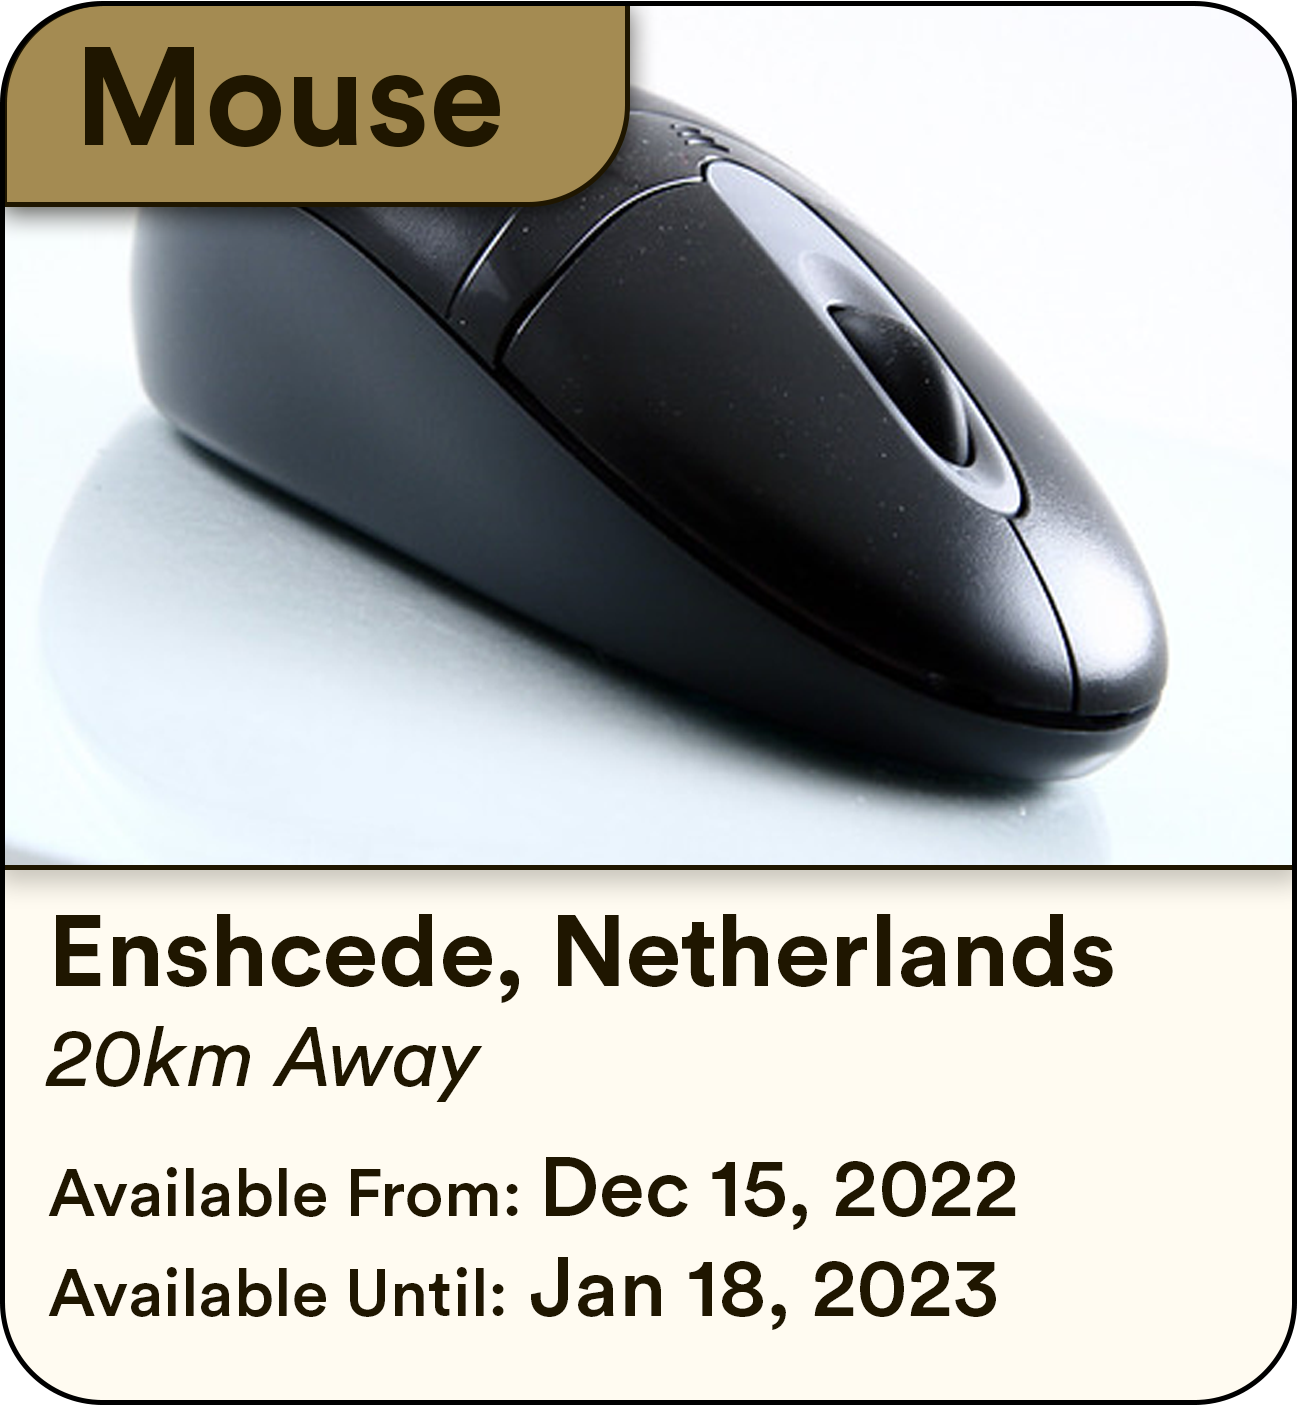 Mouse
Enshcede, Netherlands
20km Away
Available From: Dec 15, 2022
Available Until: Jan 18, 2023